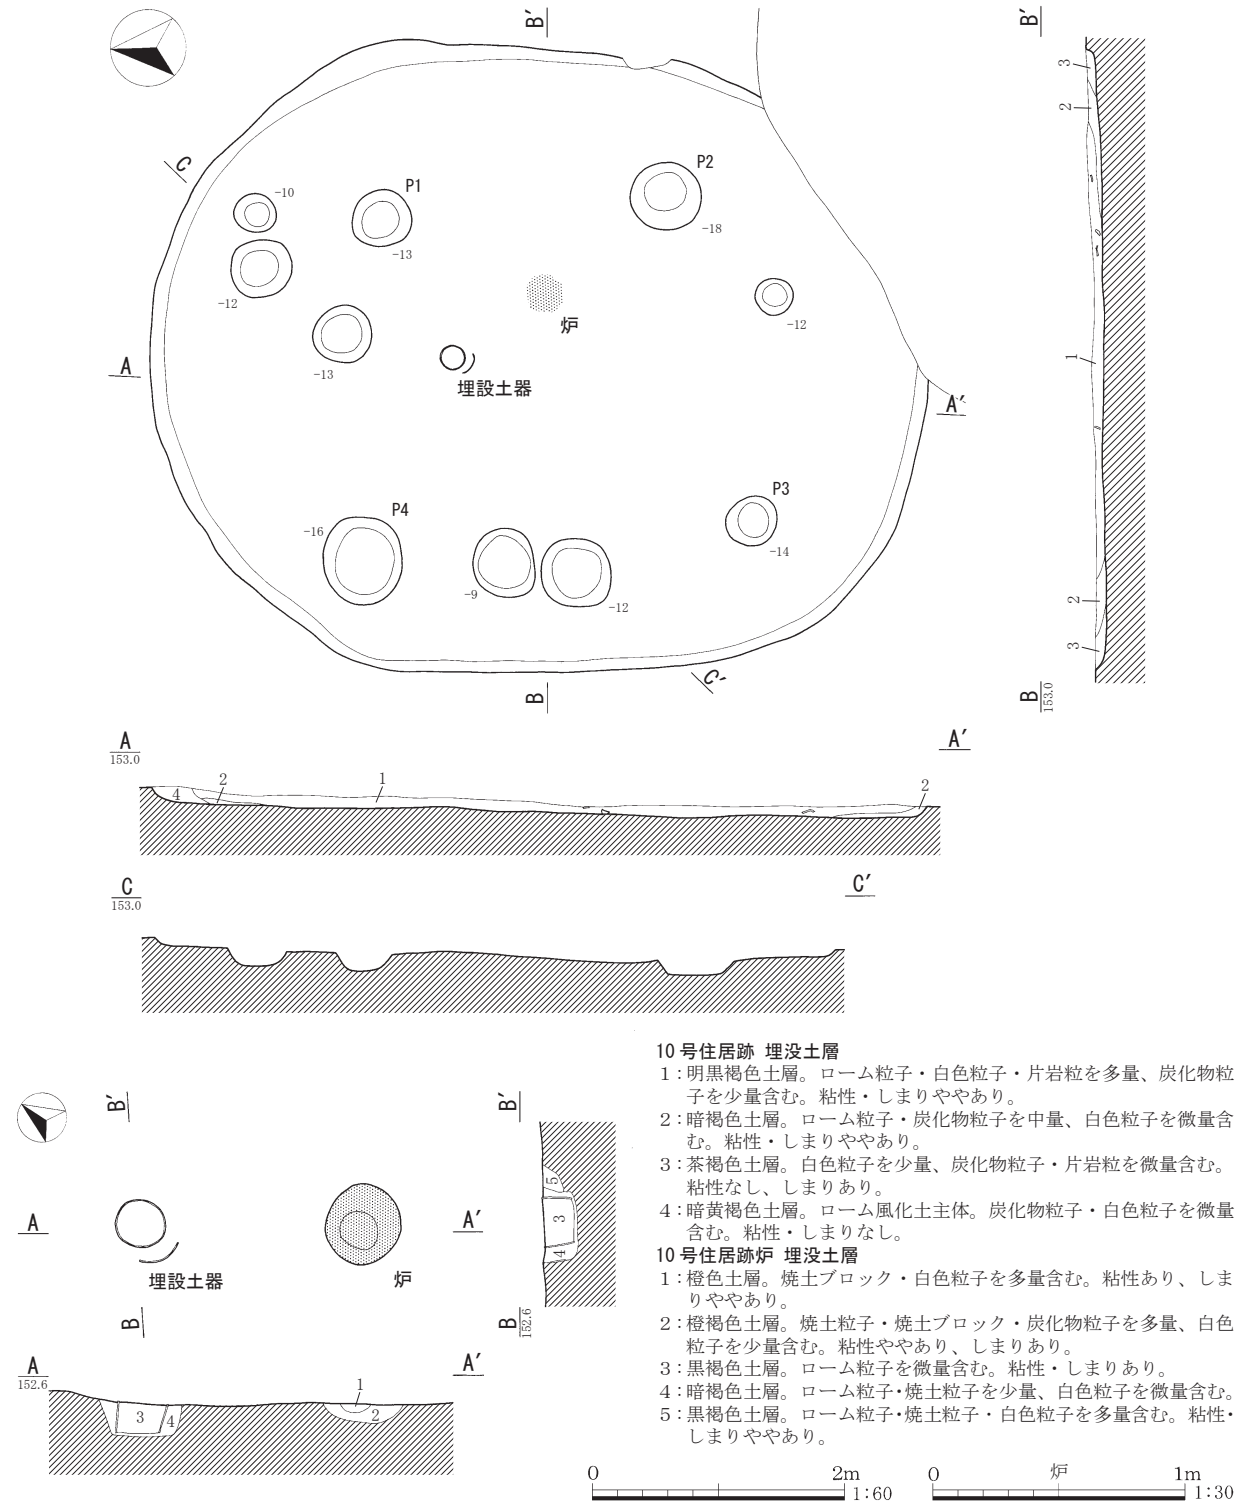 B′
B′
C
P1
P2
-10
-13
-18
-12
炉
-12
-13
埋設土器
A
A′
P3
P4
-16
-14
-9
-12
C′
B
3
2
1
2
3
B
153.0
A
153.0
A′
4
2
1
2
C
153.0
C′
B′
B′
A
A′
埋設土器
炉
B
5
3
4
B
152.6
A
152.6
A′
3
4
1
2
10号住居跡 埋没土層
1：明黒褐色土層。ローム粒子・白色粒子・片岩粒を多量、炭化物粒
子を少量含む。粘性・しまりややあり。
2：暗褐色土層。ローム粒子・炭化物粒子を中量、白色粒子を微量含
む。粘性・しまりややあり。
3：茶褐色土層。白色粒子を少量、炭化物粒子・片岩粒を微量含む。
粘性なし、しまりあり。
4：暗黄褐色土層。ローム風化土主体。炭化物粒子・白色粒子を微量
含む。粘性・しまりなし。
10号住居跡炉 埋没土層
1：橙色土層。焼土ブロック・白色粒子を多量含む。粘性あり、しま
りややあり。
2：橙褐色土層。焼土粒子・焼土ブロック・炭化物粒子を多量、白色
粒子を少量含む。粘性ややあり、しまりあり。
3：黒褐色土層。ローム粒子を微量含む。粘性・しまりあり。
4：暗褐色土層。ローム粒子・焼土粒子を少量、白色粒子を微量含む。
5：黒褐色土層。ローム粒子・焼土粒子・白色粒子を多量含む。粘性・
しまりややあり。
0 2m 1:60
0 炉 1m 1:30